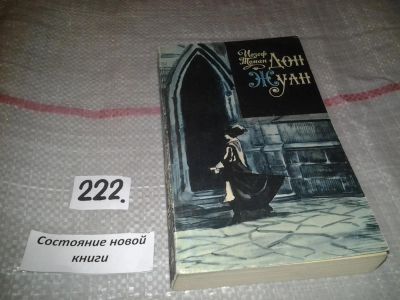 Йозеф
Томан
Дон
Жуан
222.
Состояние новой
книги